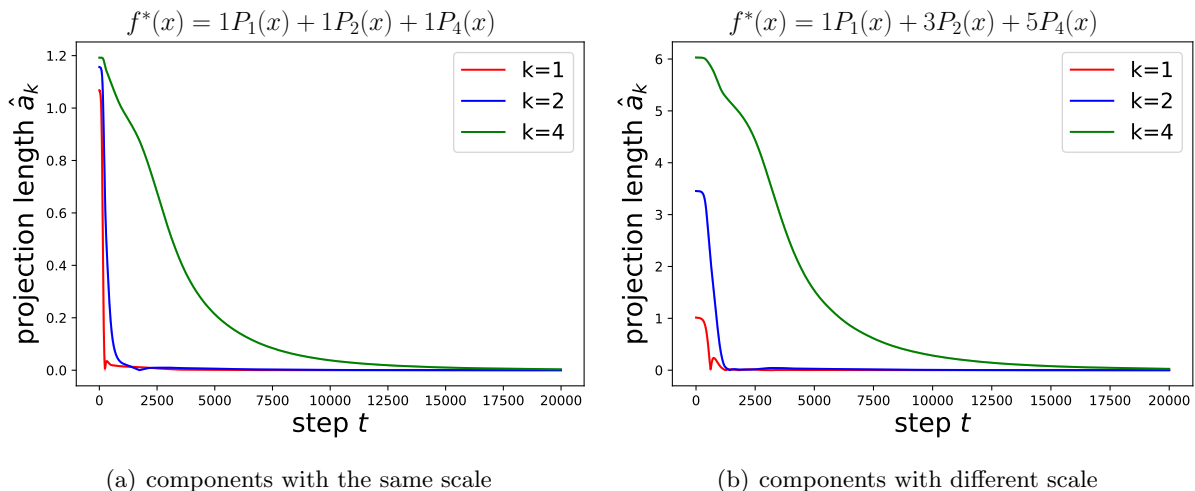 f*(x) = 1P₁(x) + 1P₂(x) + 1P₄(x)
projection length âₖ
1.2
1.0
0.8
0.6
0.4
0.2
0.0
k=1
k=2
k=4
0 2500 5000 7500 10000 12500 15000 17500 20000
step t
(a) components with the same scale
f*(x) = 1P₁(x) + 3P₂(x) + 5P₄(x)
projection length âₖ
6
5
4
3
2
1
0
k=1
k=2
k=4
0 2500 5000 7500 10000 12500 15000 17500 20000
step t
(b) components with different scale